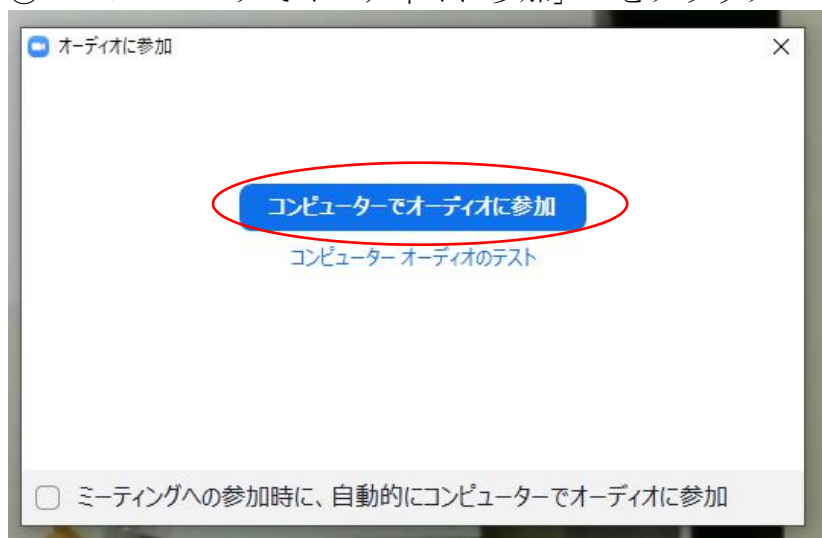 オーディオに参加
コンピューターでオーディオに参加
コンピューター オーディオのテスト
ミーティングへの参加時に、自動的にコンピューターでオーディオに参加